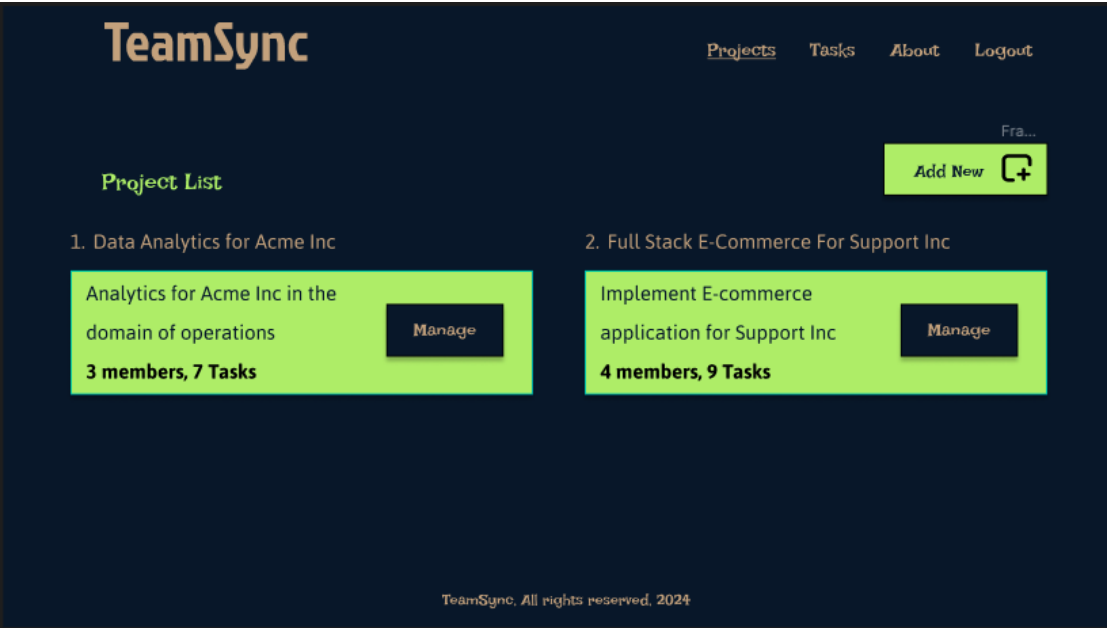 TeamSync
Projects Tasks About Logout
Fra...
Add New
Project List
1. Data Analytics for Acme Inc
Analytics for Acme Inc in the
domain of operations
3 members, 7 Tasks
Manage
2. Full Stack E-Commerce For Support Inc
Implement E-commerce
application for Support Inc
4 members, 9 Tasks
Manage
TeamSync, All rights reserved, 2024